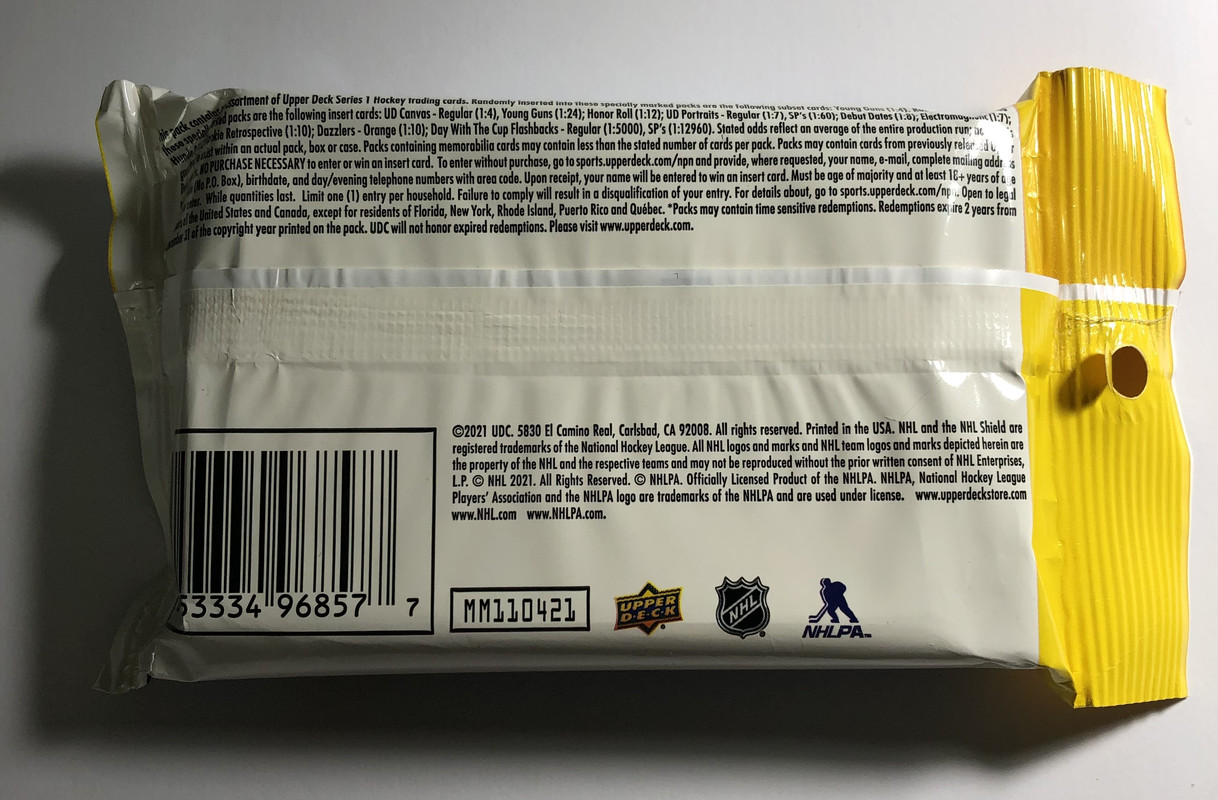 assortment of Upper Deck Series 1 Hockey trading cards. Randomly inserted into these specially marked packs are the following subset cards: Young Guns (1:4),
packs are the following insert cards: UD Canvas - Regular (1:4), Young Guns (1:24); Honor Roll (1:12); UD Portraits - Regular (1:7), SP's (1:60); Debut Dates (1:8); Electromagnetic (1:7);
Retrospective (1:10); Dazzlers - Orange (1:10); Day With The Cup Flashbacks - Regular (1:5000), SP's (1:12960). Stated odds reflect an average of the entire production run;
within an actual pack, box or case. Packs containing memorabilia cards may contain less than the stated number of cards per pack. Packs may contain cards from previously
NO PURCHASE NECESSARY to enter or win an insert card. To enter without purchase, go to sports.upperdeck.com/npn and provide, where requested, your name, e-mail, complete mailing address
(No P.O. Box), birthdate, and day/evening telephone numbers with area code. Upon receipt, your name will be entered to win an insert card. Must be age of majority and at least 18+ years of age
While quantities last. Limit one (1) entry per household. Failure to comply will result in a disqualification of your entry. For details about, go to sports.upperdeck.com/npn. Open to legal
of the United States and Canada, except for residents of Florida, New York, Rhode Island, Puerto Rico and Québec. *Packs may contain time sensitive redemptions. Redemptions expire 2 years from
31 of the copyright year printed on the pack. UDC will not honor expired redemptions. Please visit www.upperdeck.com.
©2021 UDC. 5830 El Camino Real, Carlsbad, CA 92008. All rights reserved. Printed in the USA. NHL and the NHL Shield are
registered trademarks of the National Hockey League. All NHL logos and marks and NHL team logos and marks depicted herein are
the property of the NHL and the respective teams and may not be reproduced without the prior written consent of NHL Enterprises,
L.P. © NHL 2021. All Rights Reserved. © NHLPA. Officially Licensed Product of the NHLPA. NHLPA, National Hockey League
Players' Association and the NHLPA logo are trademarks of the NHLPA and are used under license. www.upperdeckstore.com
www.NHL.com www.NHLPA.com.
53334 96857 7
MM110421
UPPER
D·E·C·K
NHL
NHLPA